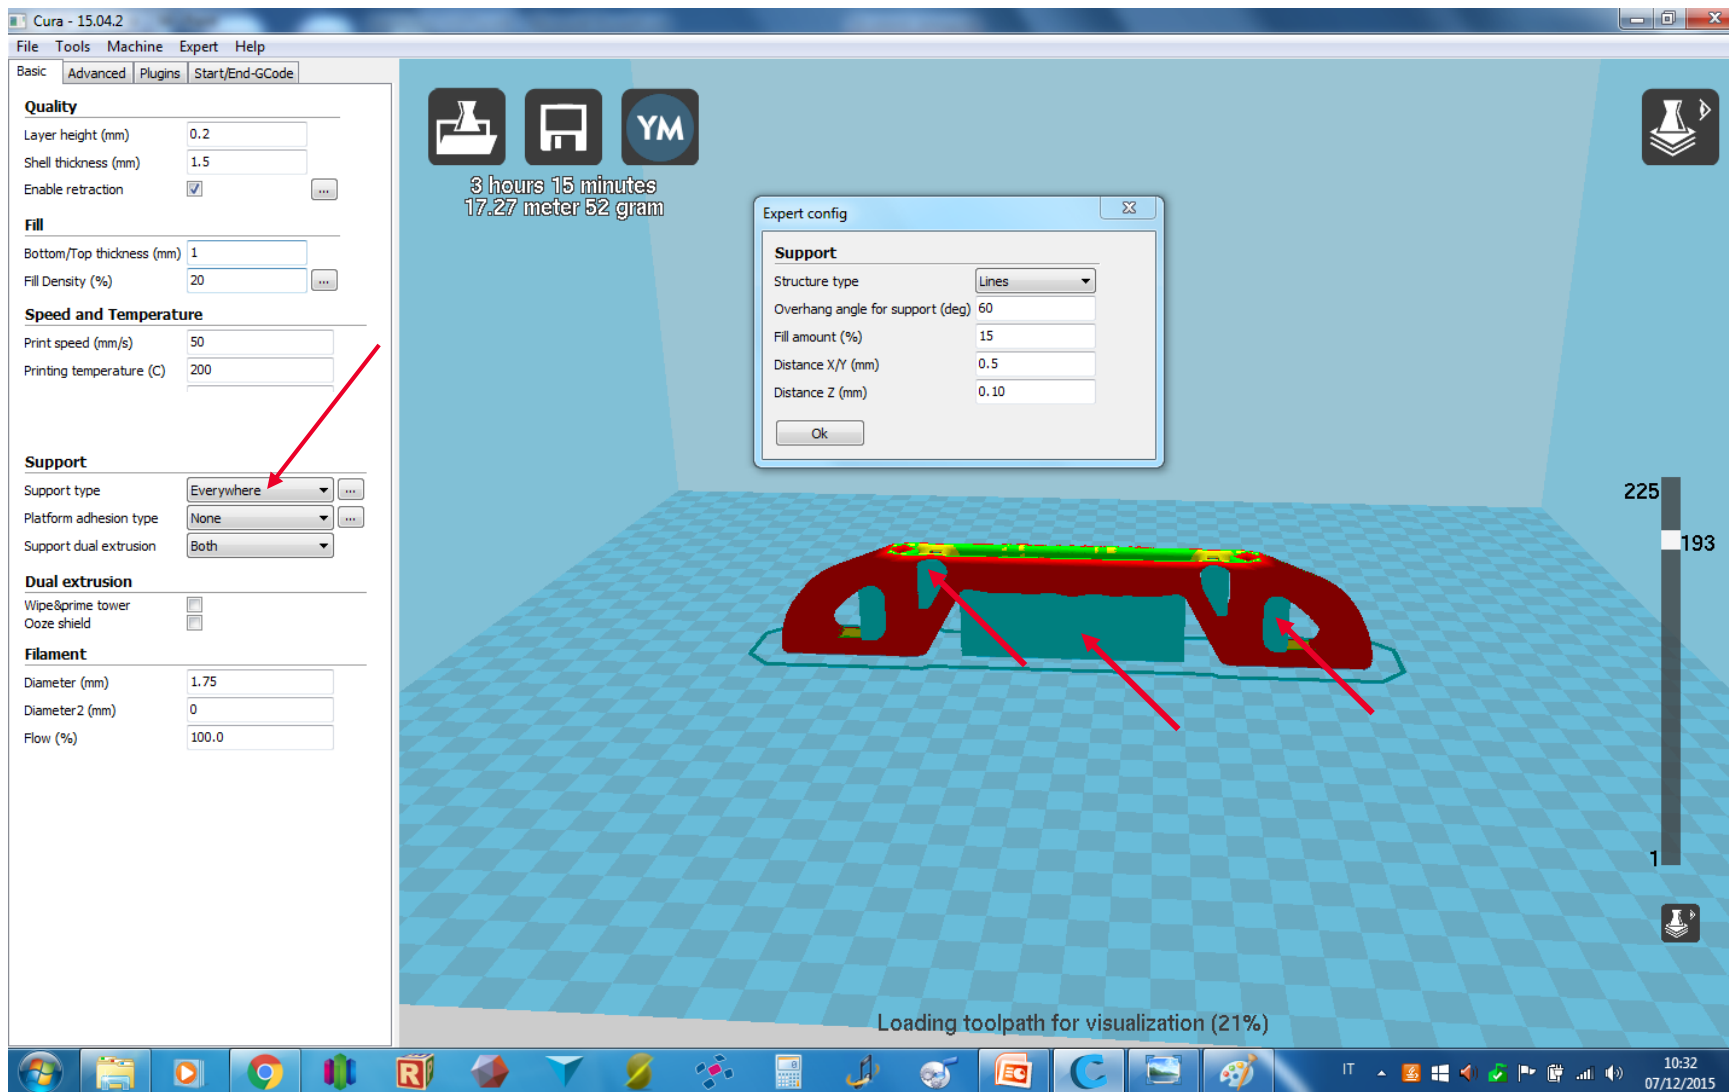 Cura - 15.04.2
File Tools Machine Expert Help
Basic Advanced Plugins Start/End-GCode
Quality
Layer height (mm) 0.2
Shell thickness (mm) 1.5
Enable retraction ...
Fill
Bottom/Top thickness (mm) 1
Fill Density (%) 20 ...
Speed and Temperature
Print speed (mm/s) 50
Printing temperature (C) 200
Support
Support type Everywhere ...
Platform adhesion type None ...
Support dual extrusion Both
Dual extrusion
Wipe&prime tower
Ooze shield
Filament
Diameter (mm) 1.75
Diameter2 (mm) 0
Flow (%) 100.0
YM
3 hours 15 minutes
17.27 meter 52 gram
Expert config
Support
Structure type Lines
Overhang angle for support (deg) 60
Fill amount (%) 15
Distance X/Y (mm) 0.5
Distance Z (mm) 0.10
Ok
225
193
1
Loading toolpath for visualization (21%)
IT
10:32
07/12/2015